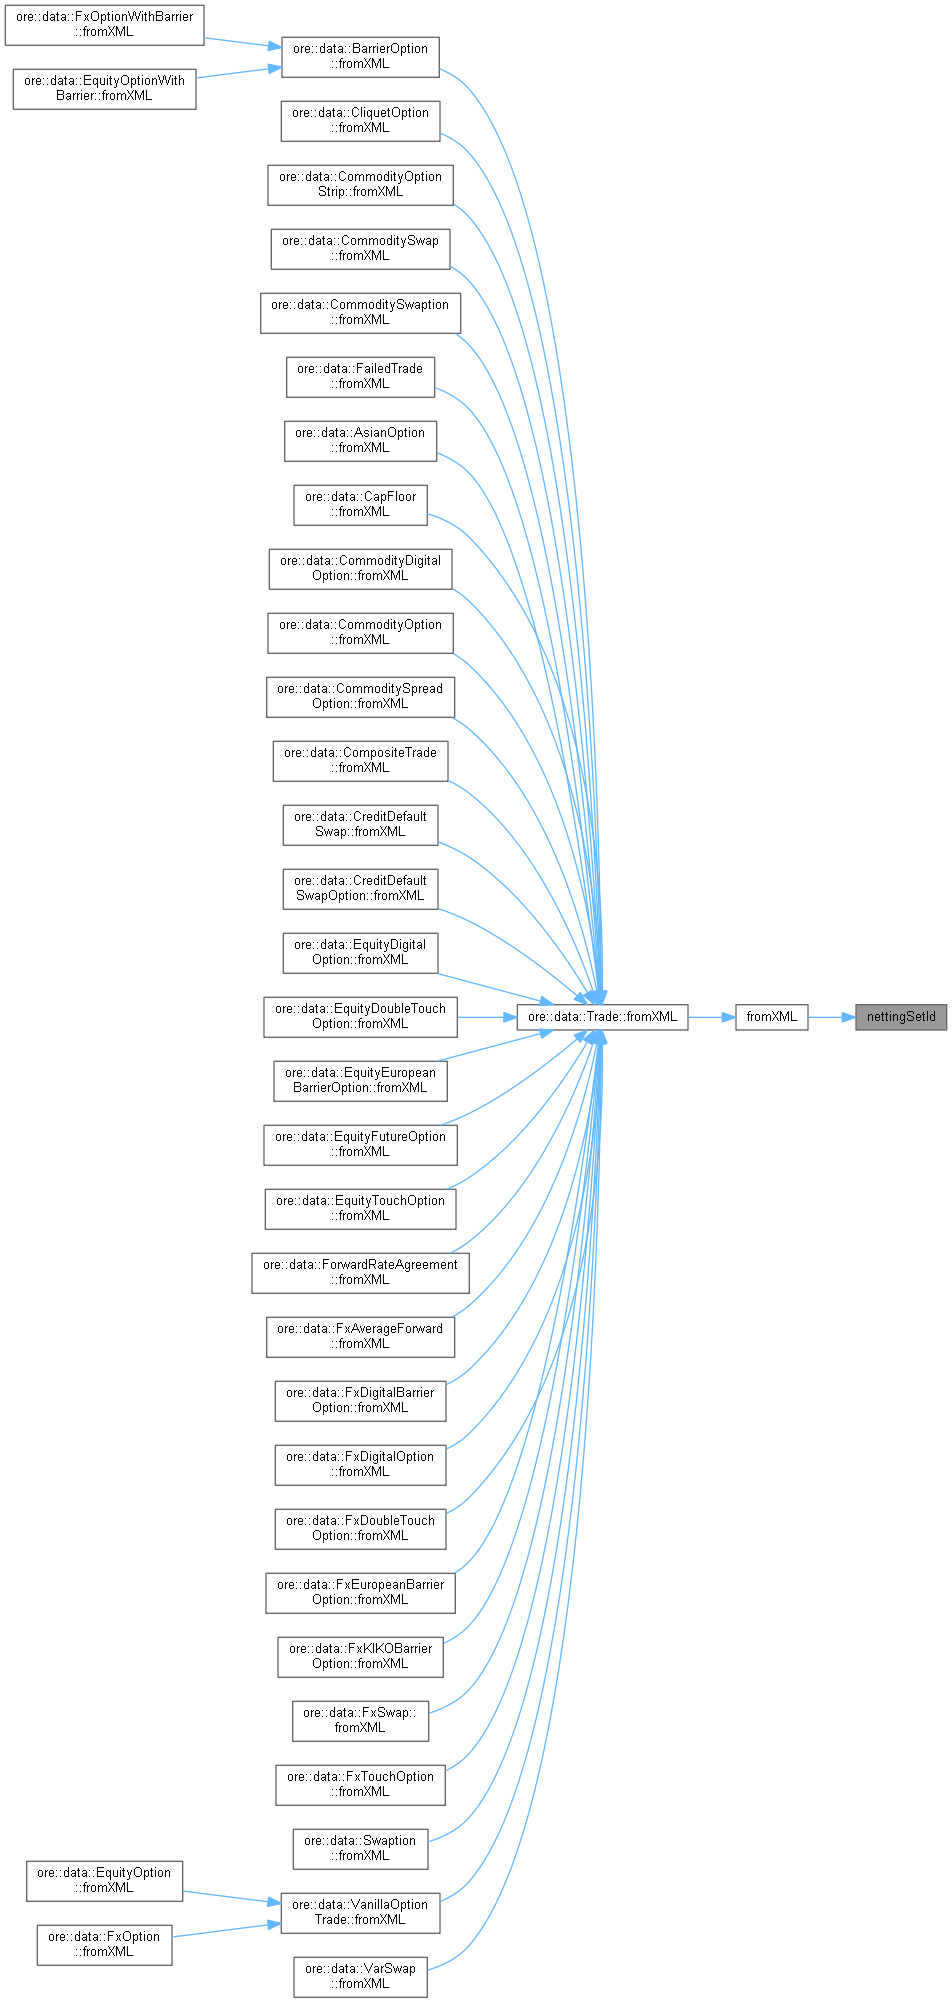 ore::data::FxOptionWithBarrier
::fromXML
ore::data::EquityOptionWith
Barrier::fromXML
ore::data::BarrierOption
::fromXML
ore::data::CliquetOption
::fromXML
ore::data::CommodityOption
Strip::fromXML
ore::data::CommoditySwap
::fromXML
ore::data::CommoditySwaption
::fromXML
ore::data::FailedTrade
::fromXML
ore::data::AsianOption
::fromXML
ore::data::CapFloor
::fromXML
ore::data::CommodityDigital
Option::fromXML
ore::data::CommodityOption
::fromXML
ore::data::CommoditySpread
Option::fromXML
ore::data::CompositeTrade
::fromXML
ore::data::CreditDefault
Swap::fromXML
ore::data::CreditDefault
SwapOption::fromXML
ore::data::EquityDigital
Option::fromXML
ore::data::EquityDoubleTouch
Option::fromXML
ore::data::Trade::fromXML
fromXML
nettingSetId
ore::data::EquityEuropean
BarrierOption::fromXML
ore::data::EquityFutureOption
::fromXML
ore::data::EquityTouchOption
::fromXML
ore::data::ForwardRateAgreement
::fromXML
ore::data::FxAverageForward
::fromXML
ore::data::FxDigitalBarrier
Option::fromXML
ore::data::FxDigitalOption
::fromXML
ore::data::FxDoubleTouch
Option::fromXML
ore::data::FxEuropeanBarrier
Option::fromXML
ore::data::FxKIKOBarrier
Option::fromXML
ore::data::FxSwap::
fromXML
ore::data::FxTouchOption
::fromXML
ore::data::Swaption
::fromXML
ore::data::EquityOption
::fromXML
ore::data::FxOption
::fromXML
ore::data::VanillaOption
Trade::fromXML
ore::data::VarSwap
::fromXML